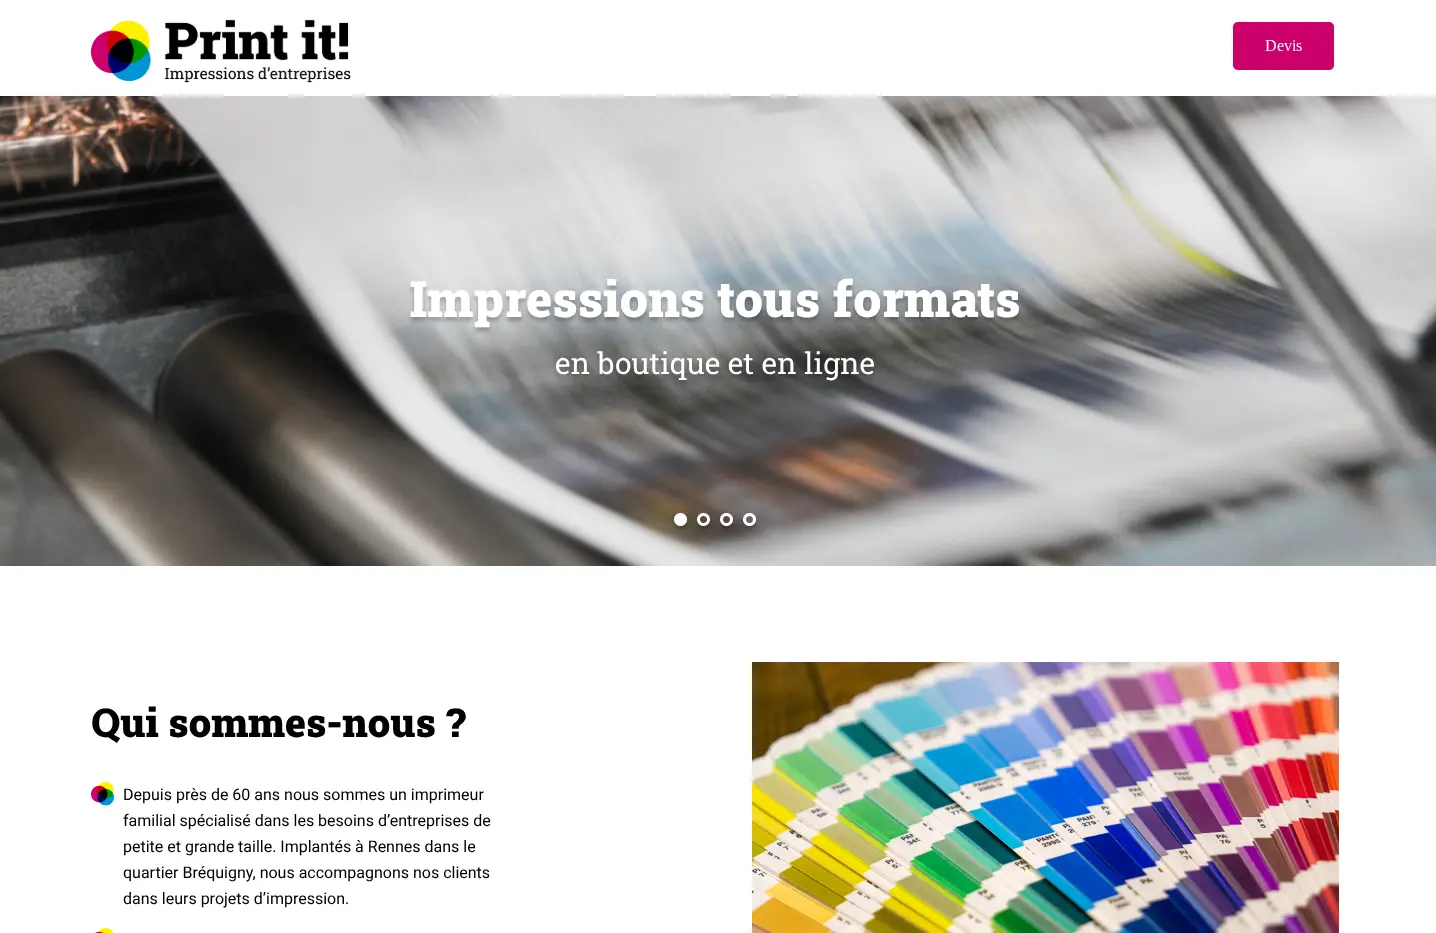 Print it!
Impressions d'entreprises
Devis
Impressions tous formats
en boutique et en ligne
Qui sommes-nous ?
Depuis près de 60 ans nous sommes un imprimeur
familial spécialisé dans les besoins d’entreprises de
petite et grande taille. Implantés à Rennes dans le
quartier Bréquigny, nous accompagnons nos clients
dans leurs projets d’impression.